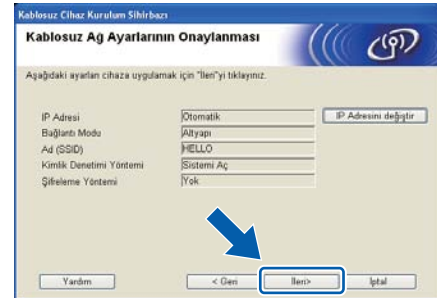 Kablosuz Cihaz Kurulum Sihirbazı
Kablosuz Ağ Ayarlarının Onaylanması
Aşağıdaki ayarları cihaza uygulamak için "İleri"yi tıklayınız.
IP Adresi Otomatik IP Adresini değiştir
Bağlantı Modu Altyapı
Ad (SSID) HELLO
Kimlik Denetimi Yöntemi Sistemi Aç
Şifreleme Yöntemi Yok
Yardım < Geri İleri> İptal